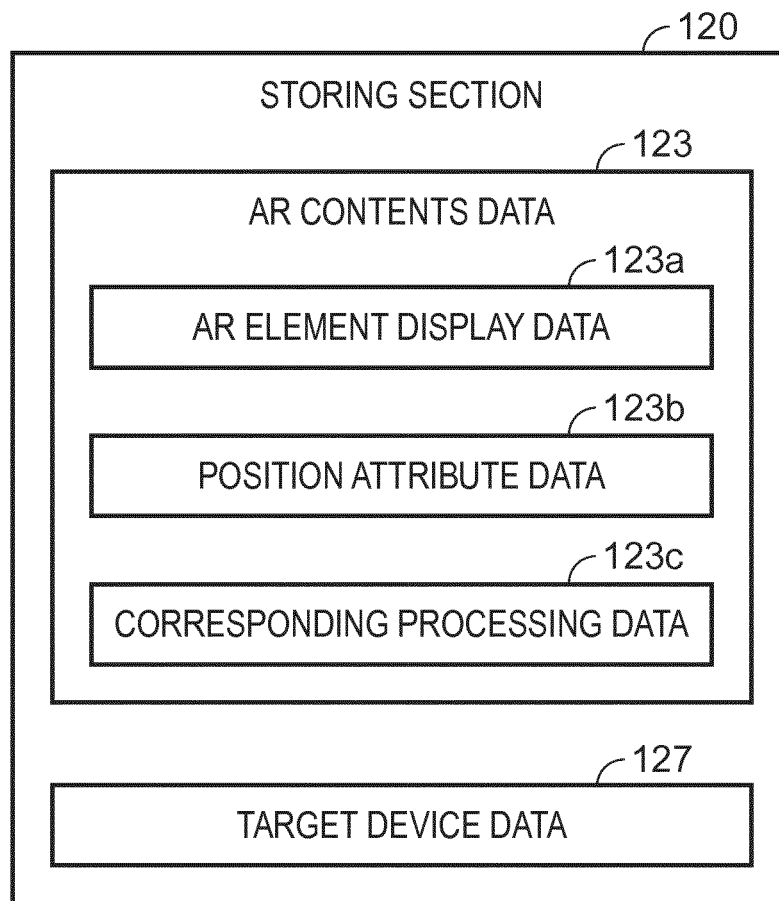 120
STORING SECTION
123
AR CONTENTS DATA
123a
AR ELEMENT DISPLAY DATA
123b
POSITION ATTRIBUTE DATA
123c
CORRESPONDING PROCESSING DATA
127
TARGET DEVICE DATA